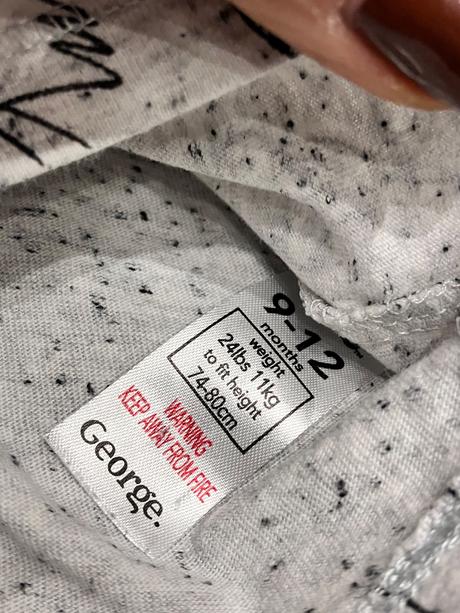 9-12
months
weight
24lbs 11kg
to fit height
74-80cm
WARNING
KEEP AWAY FROM FIRE
George.